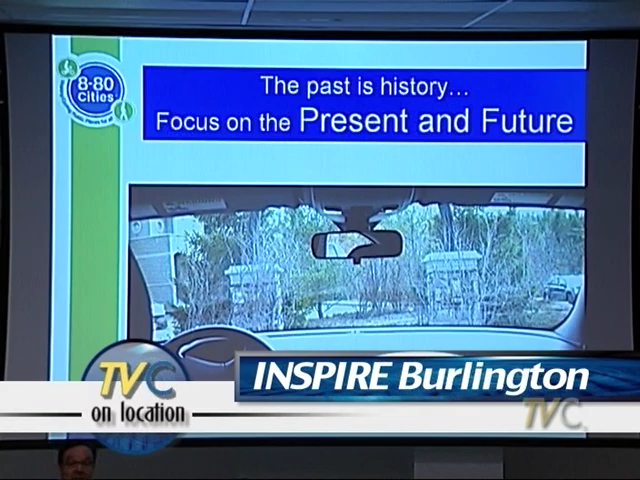 8-80
Cities
The past is history...
Focus on the Present and Future
TVC
on location
INSPIRE Burlington
TVC